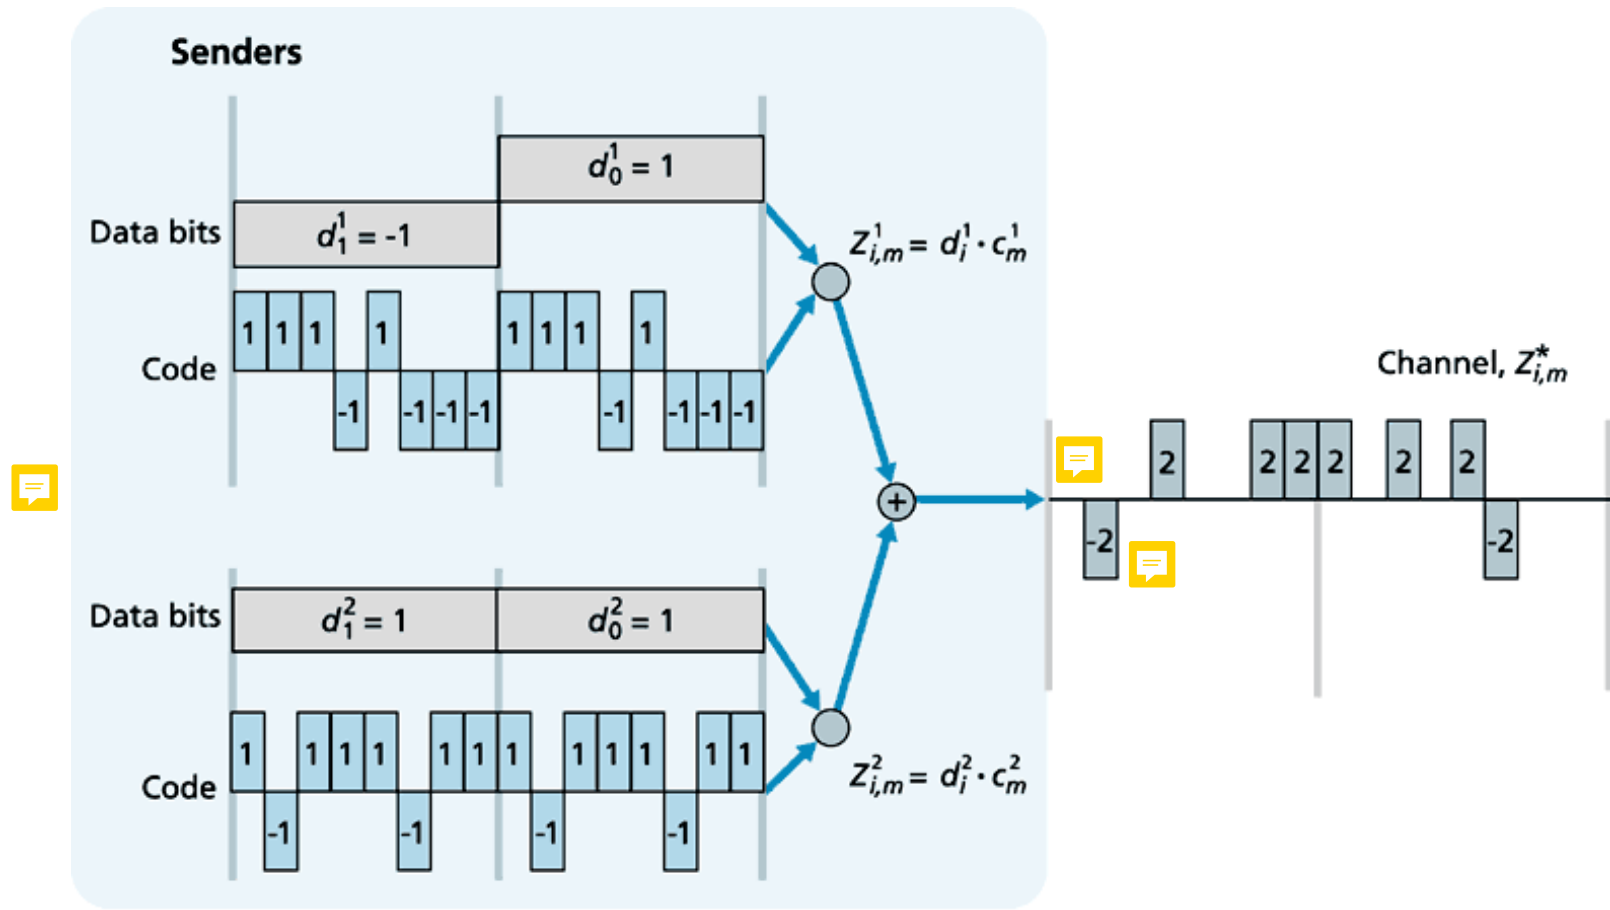 Senders
d¹₀ = 1
Data bits
d¹₁ = -1
Z¹ᵢ,ₘ = d¹ᵢ · c¹ₘ
1 1 1 1 1 1 1 1
Code
-1 -1 -1 -1 -1 -1 -1 -1
Channel, Z*ᵢ,ₘ
2 2 2 2 2 2
+
-2 -2
Data bits
d²₁ = 1
d²₀ = 1
1 1 1 1 1 1 1 1 1 1 1 1
Code
Z²ᵢ,ₘ = d²ᵢ · c²ₘ
-1 -1 -1 -1